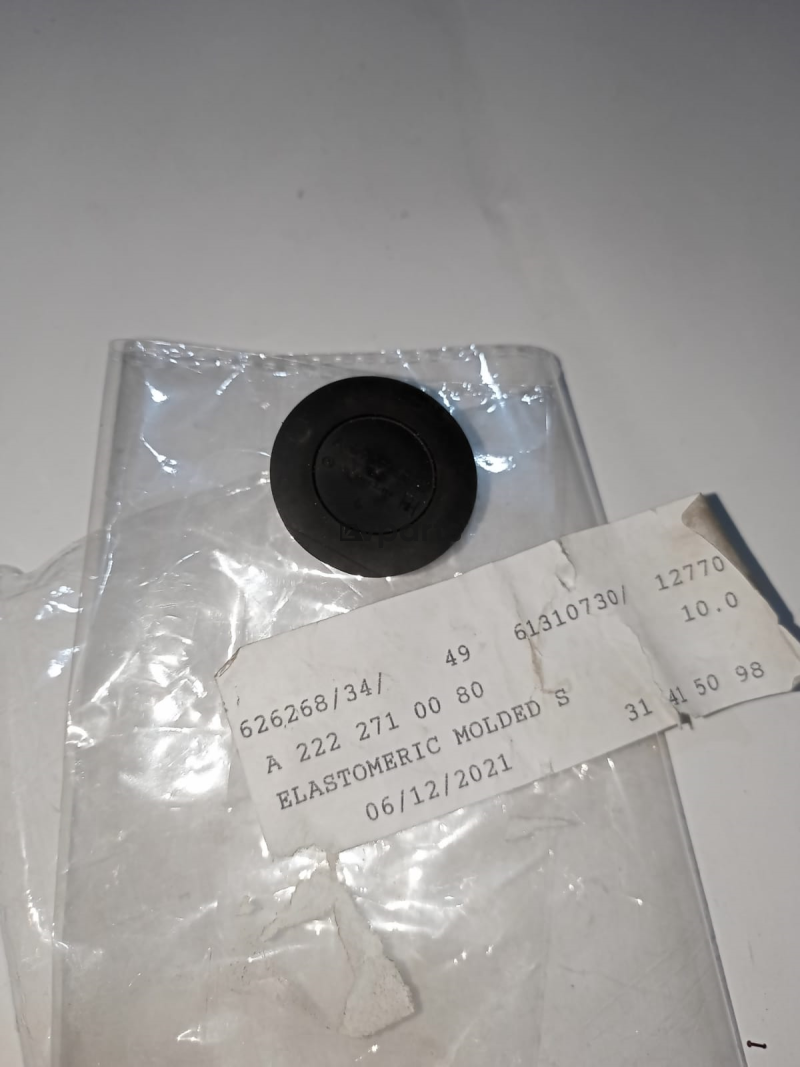 626268/34/ 49 61310730/ 12770
A 222 271 00 80 10.0
ELASTOMERIC MOLDED S
06/12/2021 31 41 50 98